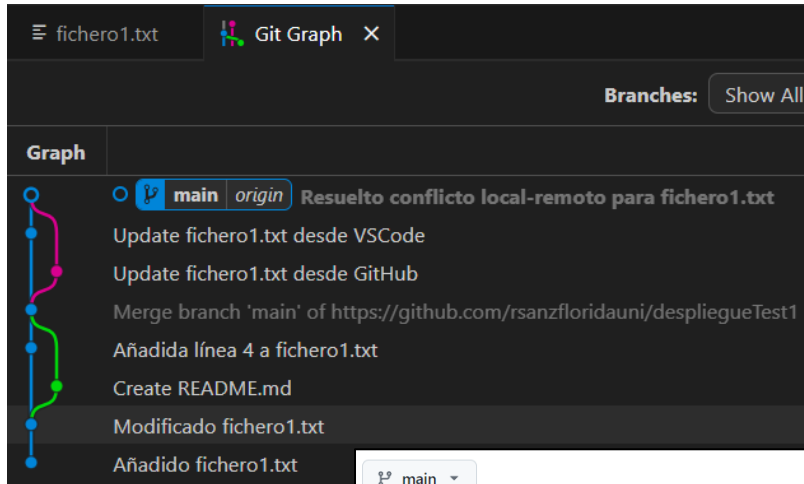 fichero1.txt Git Graph
Branches: Show All
Graph
main origin Resuelto conflicto local-remoto para fichero1.txt
Update fichero1.txt desde VSCode
Update fichero1.txt desde GitHub
Merge branch 'main' of https://github.com/rsanzfloridauni/despliegueTest1
Añadida línea 4 a fichero1.txt
Create README.md
Modificado fichero1.txt
Añadido fichero1.txt
main